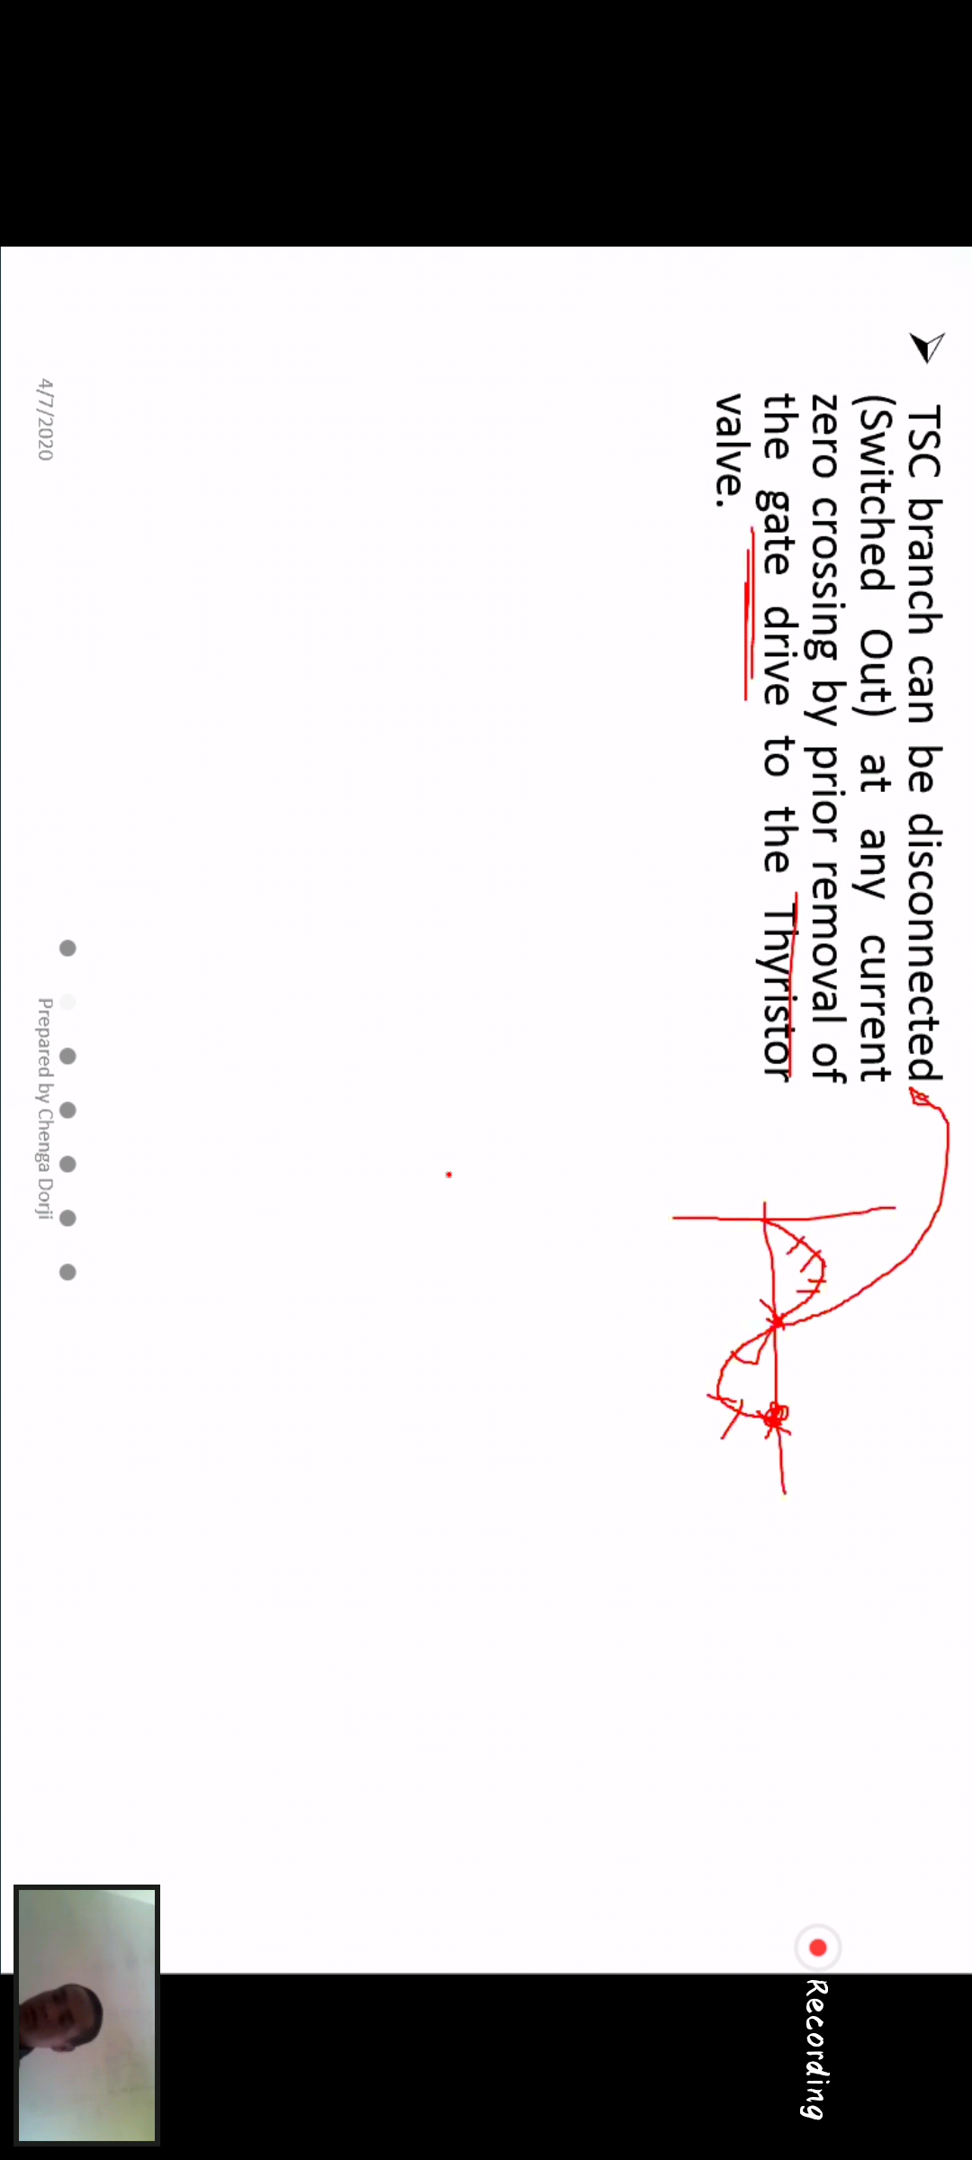 TSC branch can be disconnected
(Switched Out) at any current
zero crossing by prior removal of
the gate drive to the Thyristor
valve.
4/7/2020
Prepared by Chenga Dorji
Recording